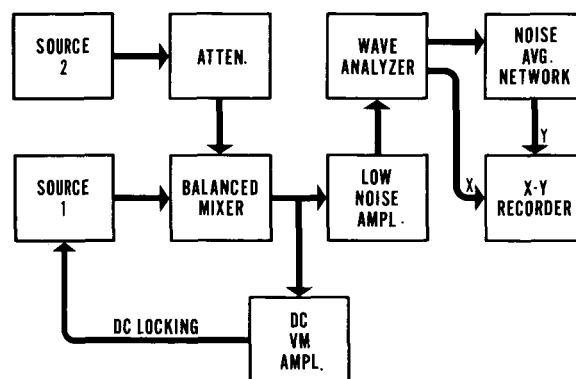 SOURCE
2
ATTEN.
WAVE
ANALYZER
NOISE
AVG.
NETWORK
Y
SOURCE
1
BALANCED
MIXER
LOW
NOISE
AMPL.
X
X-Y
RECORDER
DC LOCKING
DC
VM
AMPL.